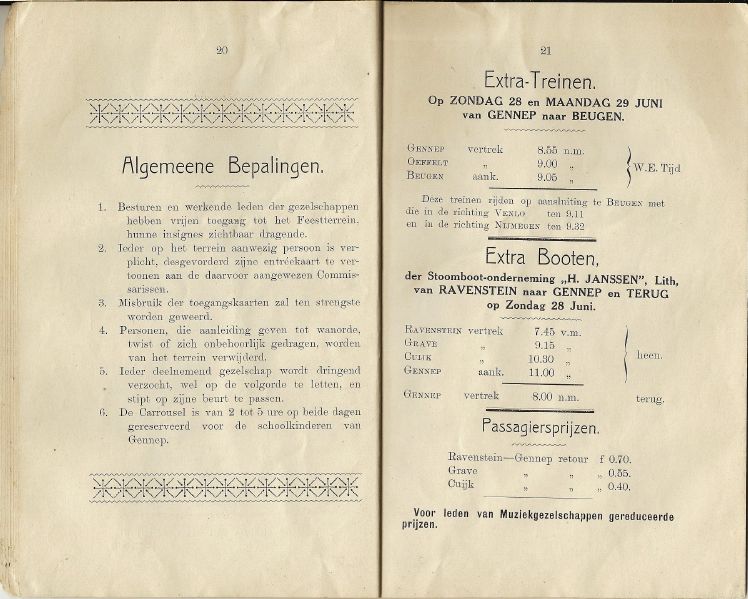 20
Algemeene Bepalingen.
1. Besturen en werkende leden der gezelschappen
hebben vrijen toegang tot het Feestterrein,
hunne insignes zichtbaar dragende.
2. Ieder op het terrein aanwezig persoon is ver-
plicht, desgevorderd zijne entréekaart te ver-
toonen aan de daarvoor aangewezen Commis-
sarissen.
3. Misbruik der toegangskaarten zal ten strengste
worden geweerd.
4. Personen, die aanleiding geven tot wanorde,
twist of zich onbehoorlijk gedragen, worden
van het terrein verwijderd.
5. Ieder deelnemend gezelschap wordt dringend
verzocht, wel op de volgorde te letten, en
stipt op zijne beurt te passen.
6. De Carrousel is van 2 tot 5 ure op beide dagen
gereserveerd voor de schoolkinderen van
Gennep.
21
Extra-Treinen.
Op ZONDAG 28 en MAANDAG 29 JUNI
van GENNEP naar BEUGEN.
GENNEP vertrek 8.55 n.m.
OEFFELT „ 9.00 „
BEUGEN aank. 9.05 „
W.E. Tijd
Deze treinen rijden op aansluiting te BEUGEN met
die in de richting VENLO ten 9.11
en in de richting NIJMEGEN ten 9.32
Extra Booten,
der Stoomboot-onderneming „H. JANSSEN”, Lith,
van RAVENSTEIN naar GENNEP en TERUG
op Zondag 28 Juni.
RAVENSTEIN vertrek 7.45 v.m.
GRAVE „ 9.15 „
CUIJK „ 10.30 „
GENNEP aank. 11.00 „
heen.
GENNEP vertrek 8.00 n.m. terug.
Passagiersprijzen.
Ravenstein—Gennep retour f 0.70.
Grave „ „ „ 0.55.
Cuijk „ „ „ 0.40.
Voor leden van Muziekgezelschappen gereduceerde
prijzen.